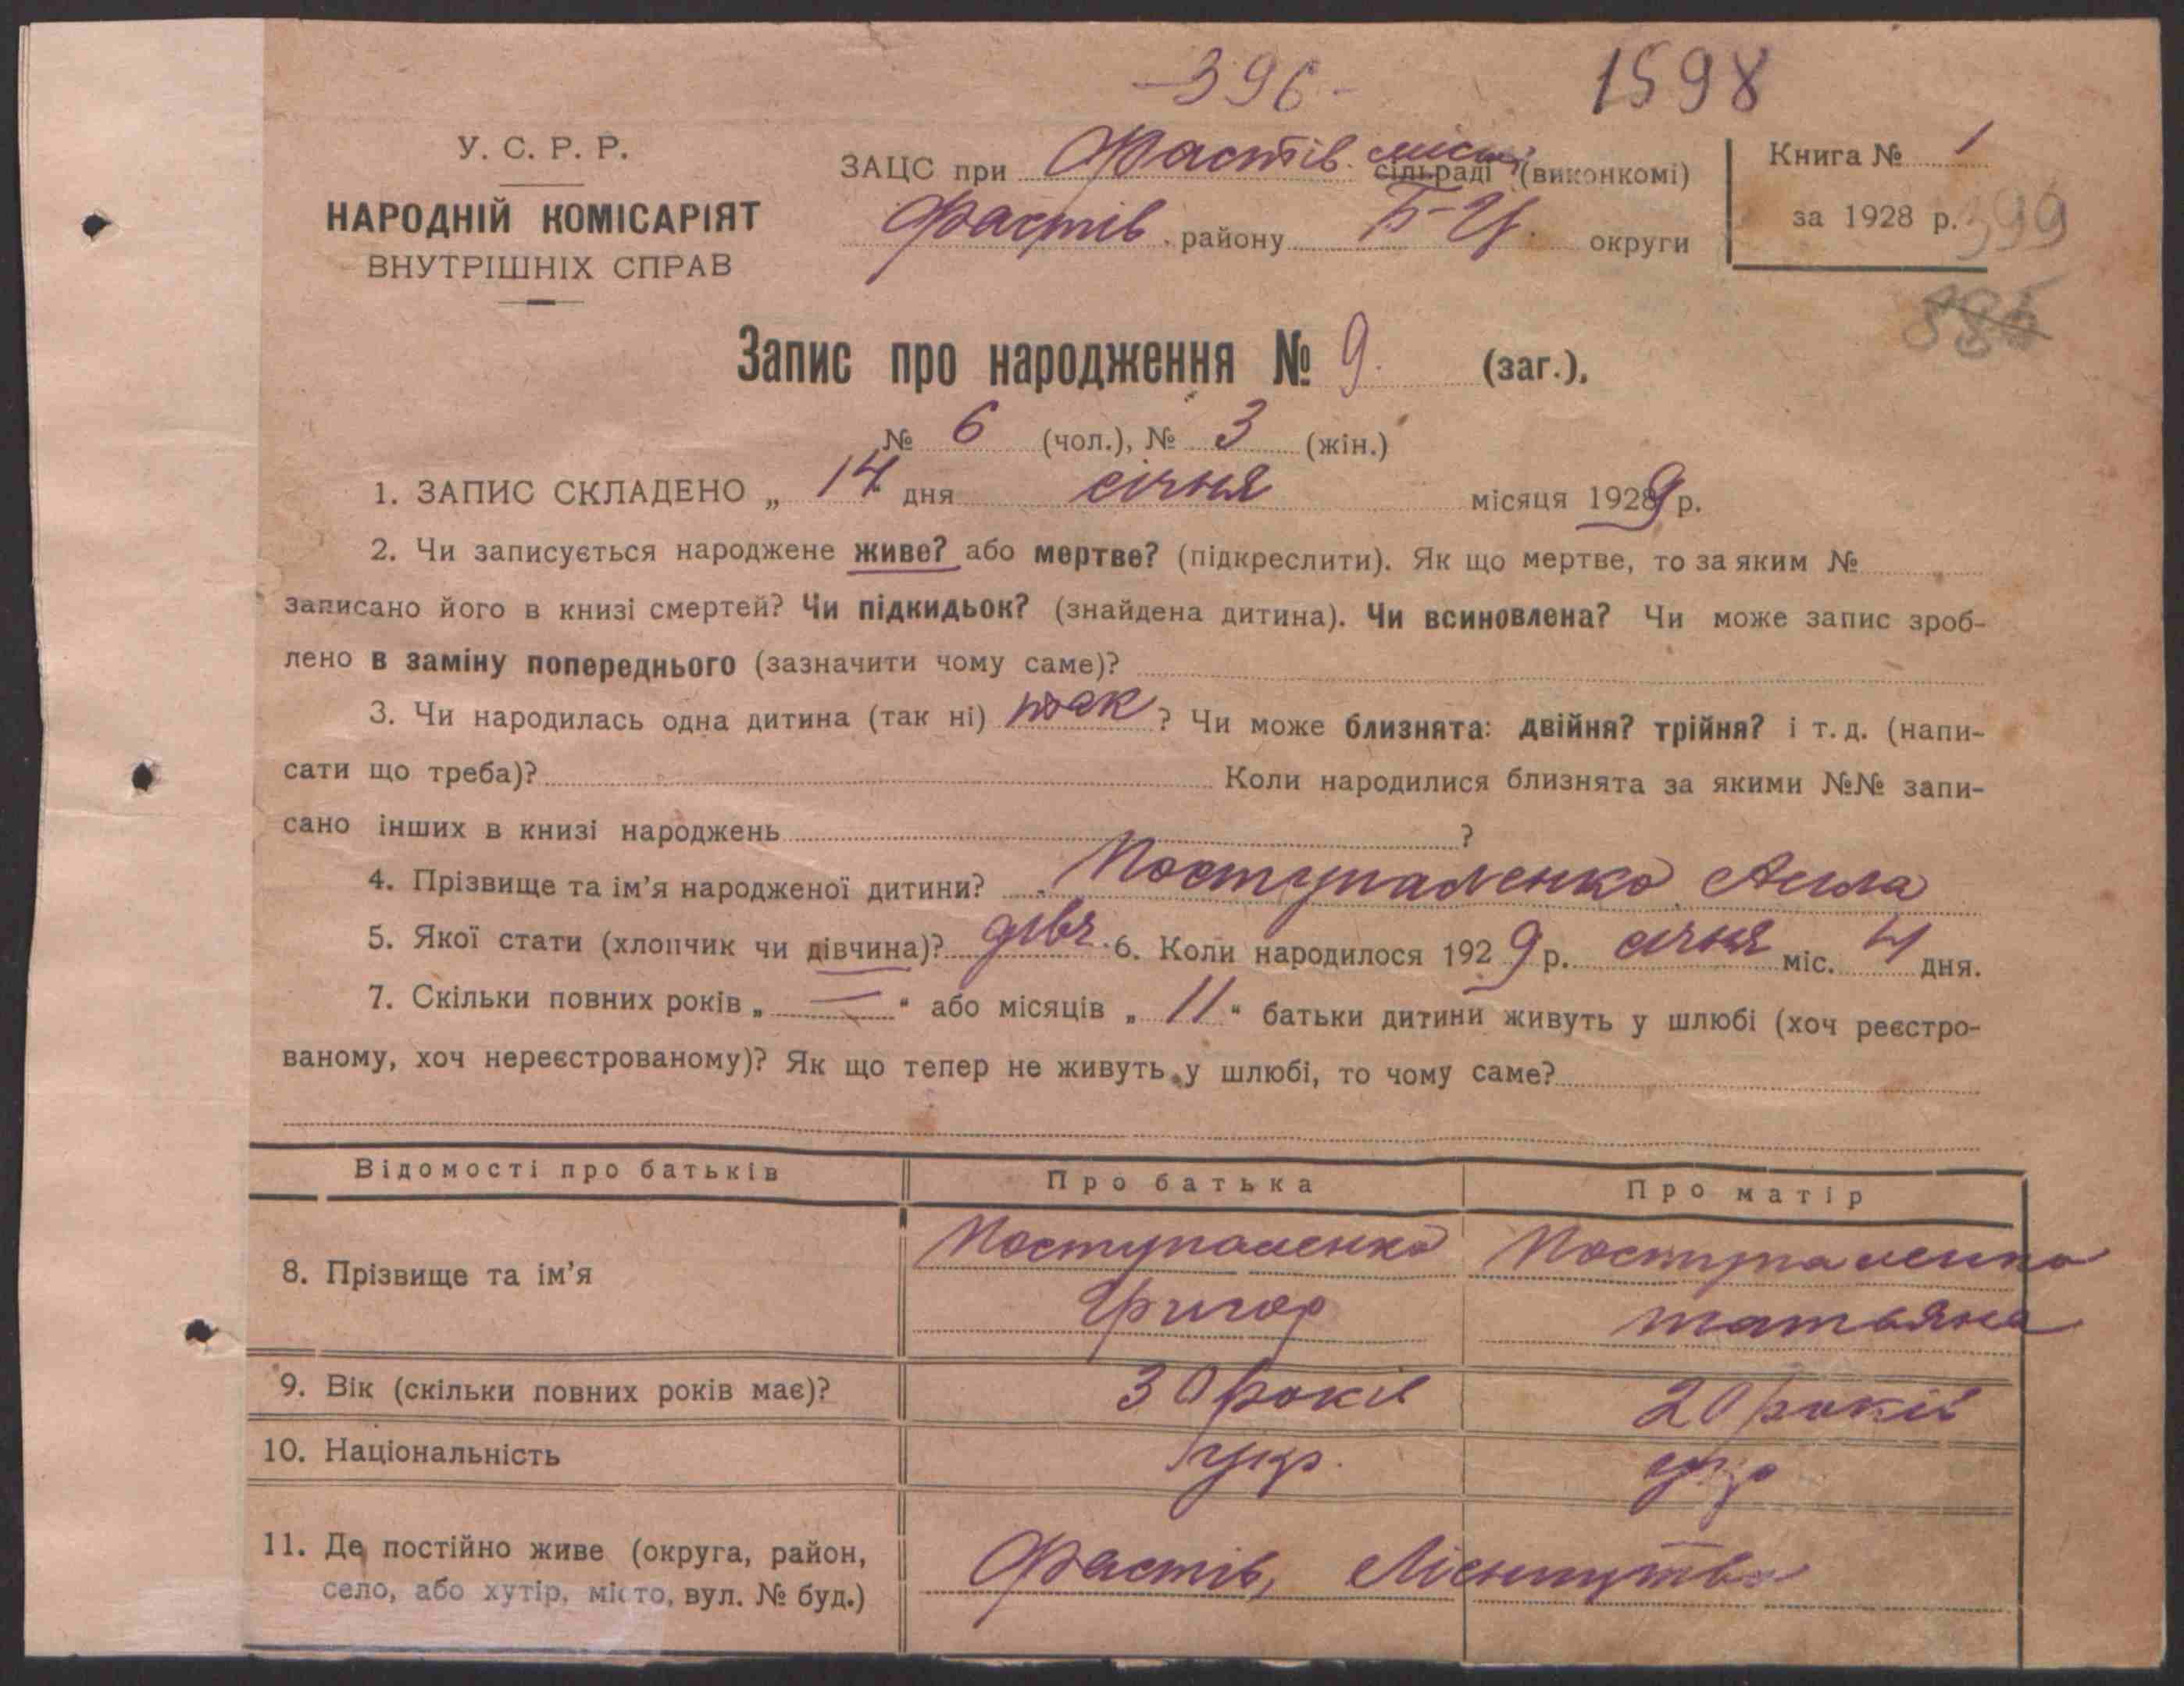 -396- 1598
У. С. Р. Р.
НАРОДНІЙ КОМІСАРІЯТ
ВНУТРІШНІХ СПРАВ
ЗАЦС при Фастів. міськ сільраді (виконкомі)
Фастів. району Б-Ц. округи
Книга № 1
за 1928 р. 399
886
Запис про народження № 9. (заг.),
№ 6 (чол.), № 3 (жін.)
1. ЗАПИС СКЛАДЕНО „ 14 дня січня місяця 1929 р.
2. Чи записується народжене живе? або мертве? (підкреслити). Як що мертве, то за яким №
записано його в книзі смертей? Чи підкидьок? (знайдена дитина). Чи всиновлена? Чи може запис зроб-
лено в заміну попереднього (зазначити чому саме)?
3. Чи народилась одна дитина (так ні) так ? Чи може близнята: двійня? трійня? і т. д. (напи-
сати що треба)? Коли народилися близнята за якими №№ запи-
сано інших в книзі народжень ?
4. Прізвище та ім’я народженої дитини? Поступаленко
5. Якої стати (хлопчик чи дівчина)? дівч. 6. Коли народилося 1929 р. січня міс. 4 дня.
7. Скільки повних років „ — “ або місяців „ 11 “ батьки дитини живуть у шлюбі (хоч реєстро-
ваному, хоч нереєстрованому)? Як що тепер не живуть у шлюбі, то чому саме?
Відомості про батьків Про батька Про матір
8. Прізвище та ім’я Поступаленко Поступаленко
Григор татьяна
9. Вік (скільки повних років має)? 30 років 20 років
10. Національність укр. укр
11. Де постійно живе (округа, район,
село, або хутір, місто, вул. № буд.) Фастів, Лісництво